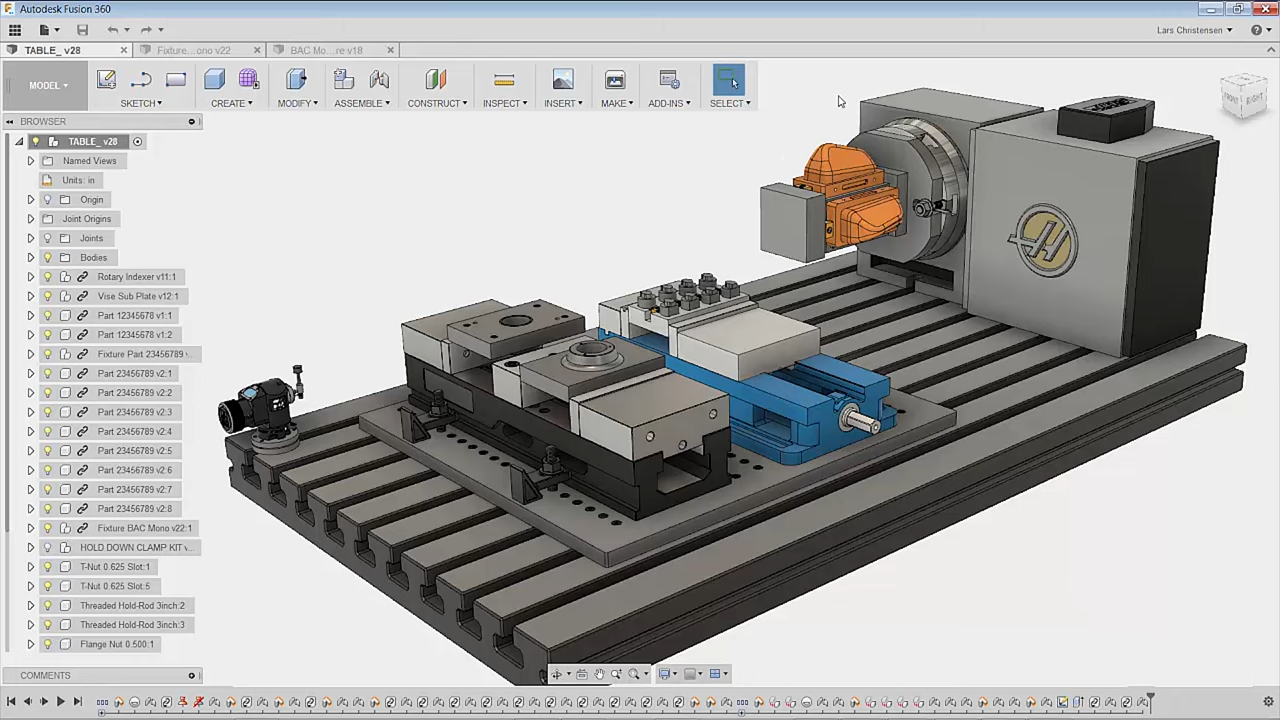 Autodesk Fusion 360
Lars Christensen
TABLE_ v28
Fixture...ono v22
BAC Mo...re v18
MODEL
SKETCH
CREATE
MODIFY
ASSEMBLE
CONSTRUCT
INSPECT
INSERT
MAKE
ADD-INS
SELECT
FRONT
RIGHT
BROWSER
TABLE_ v28
Named Views
Units: in
Origin
Joint Origins
Joints
Bodies
Rotary Indexer v11:1
Vise Sub Plate v12:1
Part 12345678 v1:1
Part 12345678 v1:2
Fixture Part 23456789
Part 23456789 v2:1
Part 23456789 v2:2
Part 23456789 v2:3
Part 23456789 v2:4
Part 23456789 v2:5
Part 23456789 v2:6
Part 23456789 v2:7
Part 23456789 v2:8
Fixture BAC Mono v22:1
HOLD DOWN CLAMP KIT v...
T-Nut 0.625 Slot:1
T-Nut 0.625 Slot:5
Threaded Hold-Rod 3inch:2
Threaded Hold-Rod 3inch:3
Flange Nut 0.500:1
COMMENTS